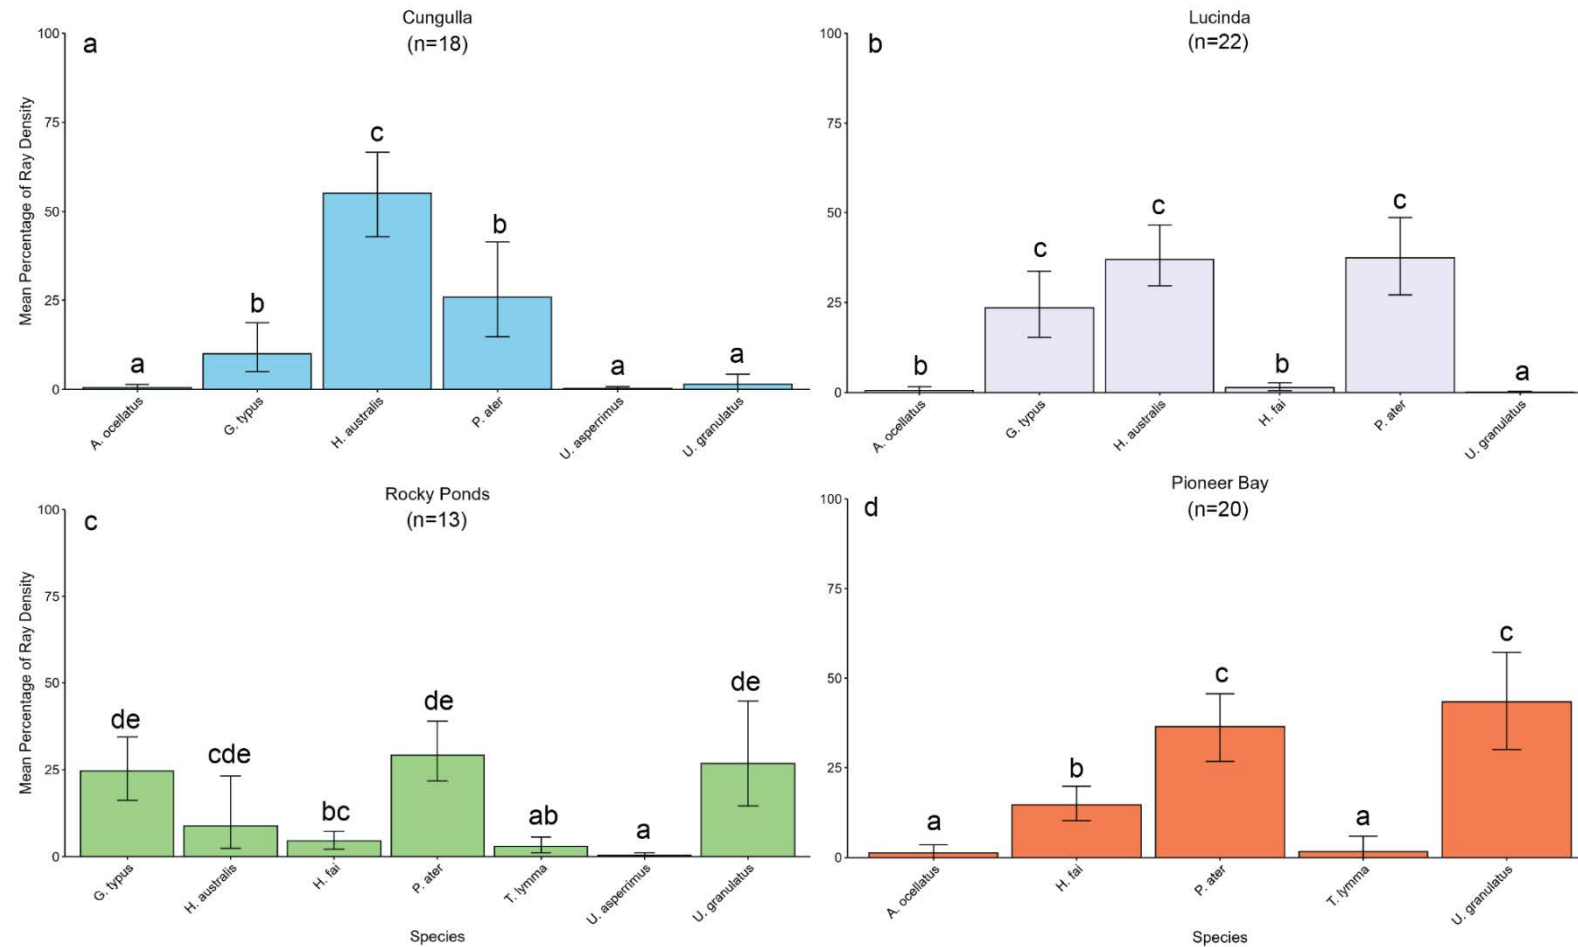 Cungulla
(n=18)
a
Mean Percentage of Ray Density
100
75
50
25
0
a
b
c
b
a
a
A. ocellatus
G. typus
H. australis
P. ater
U. asperrimus
U. granulatus
Lucinda
(n=22)
b
100
75
50
25
0
b
c
c
b
c
a
A. ocellatus
G. typus
H. australis
H. fai
P. ater
U. granulatus
Rocky Ponds
(n=13)
c
Mean Percentage of Ray Density
100
75
50
25
0
de
cde
bc
de
ab
a
de
G. typus
H. australis
H. fai
P. ater
T. lymma
U. asperrimus
U. granulatus
Species
Pioneer Bay
(n=20)
d
100
75
50
25
0
a
b
c
a
c
A. ocellatus
H. fai
P. ater
T. lymma
U. granulatus
Species